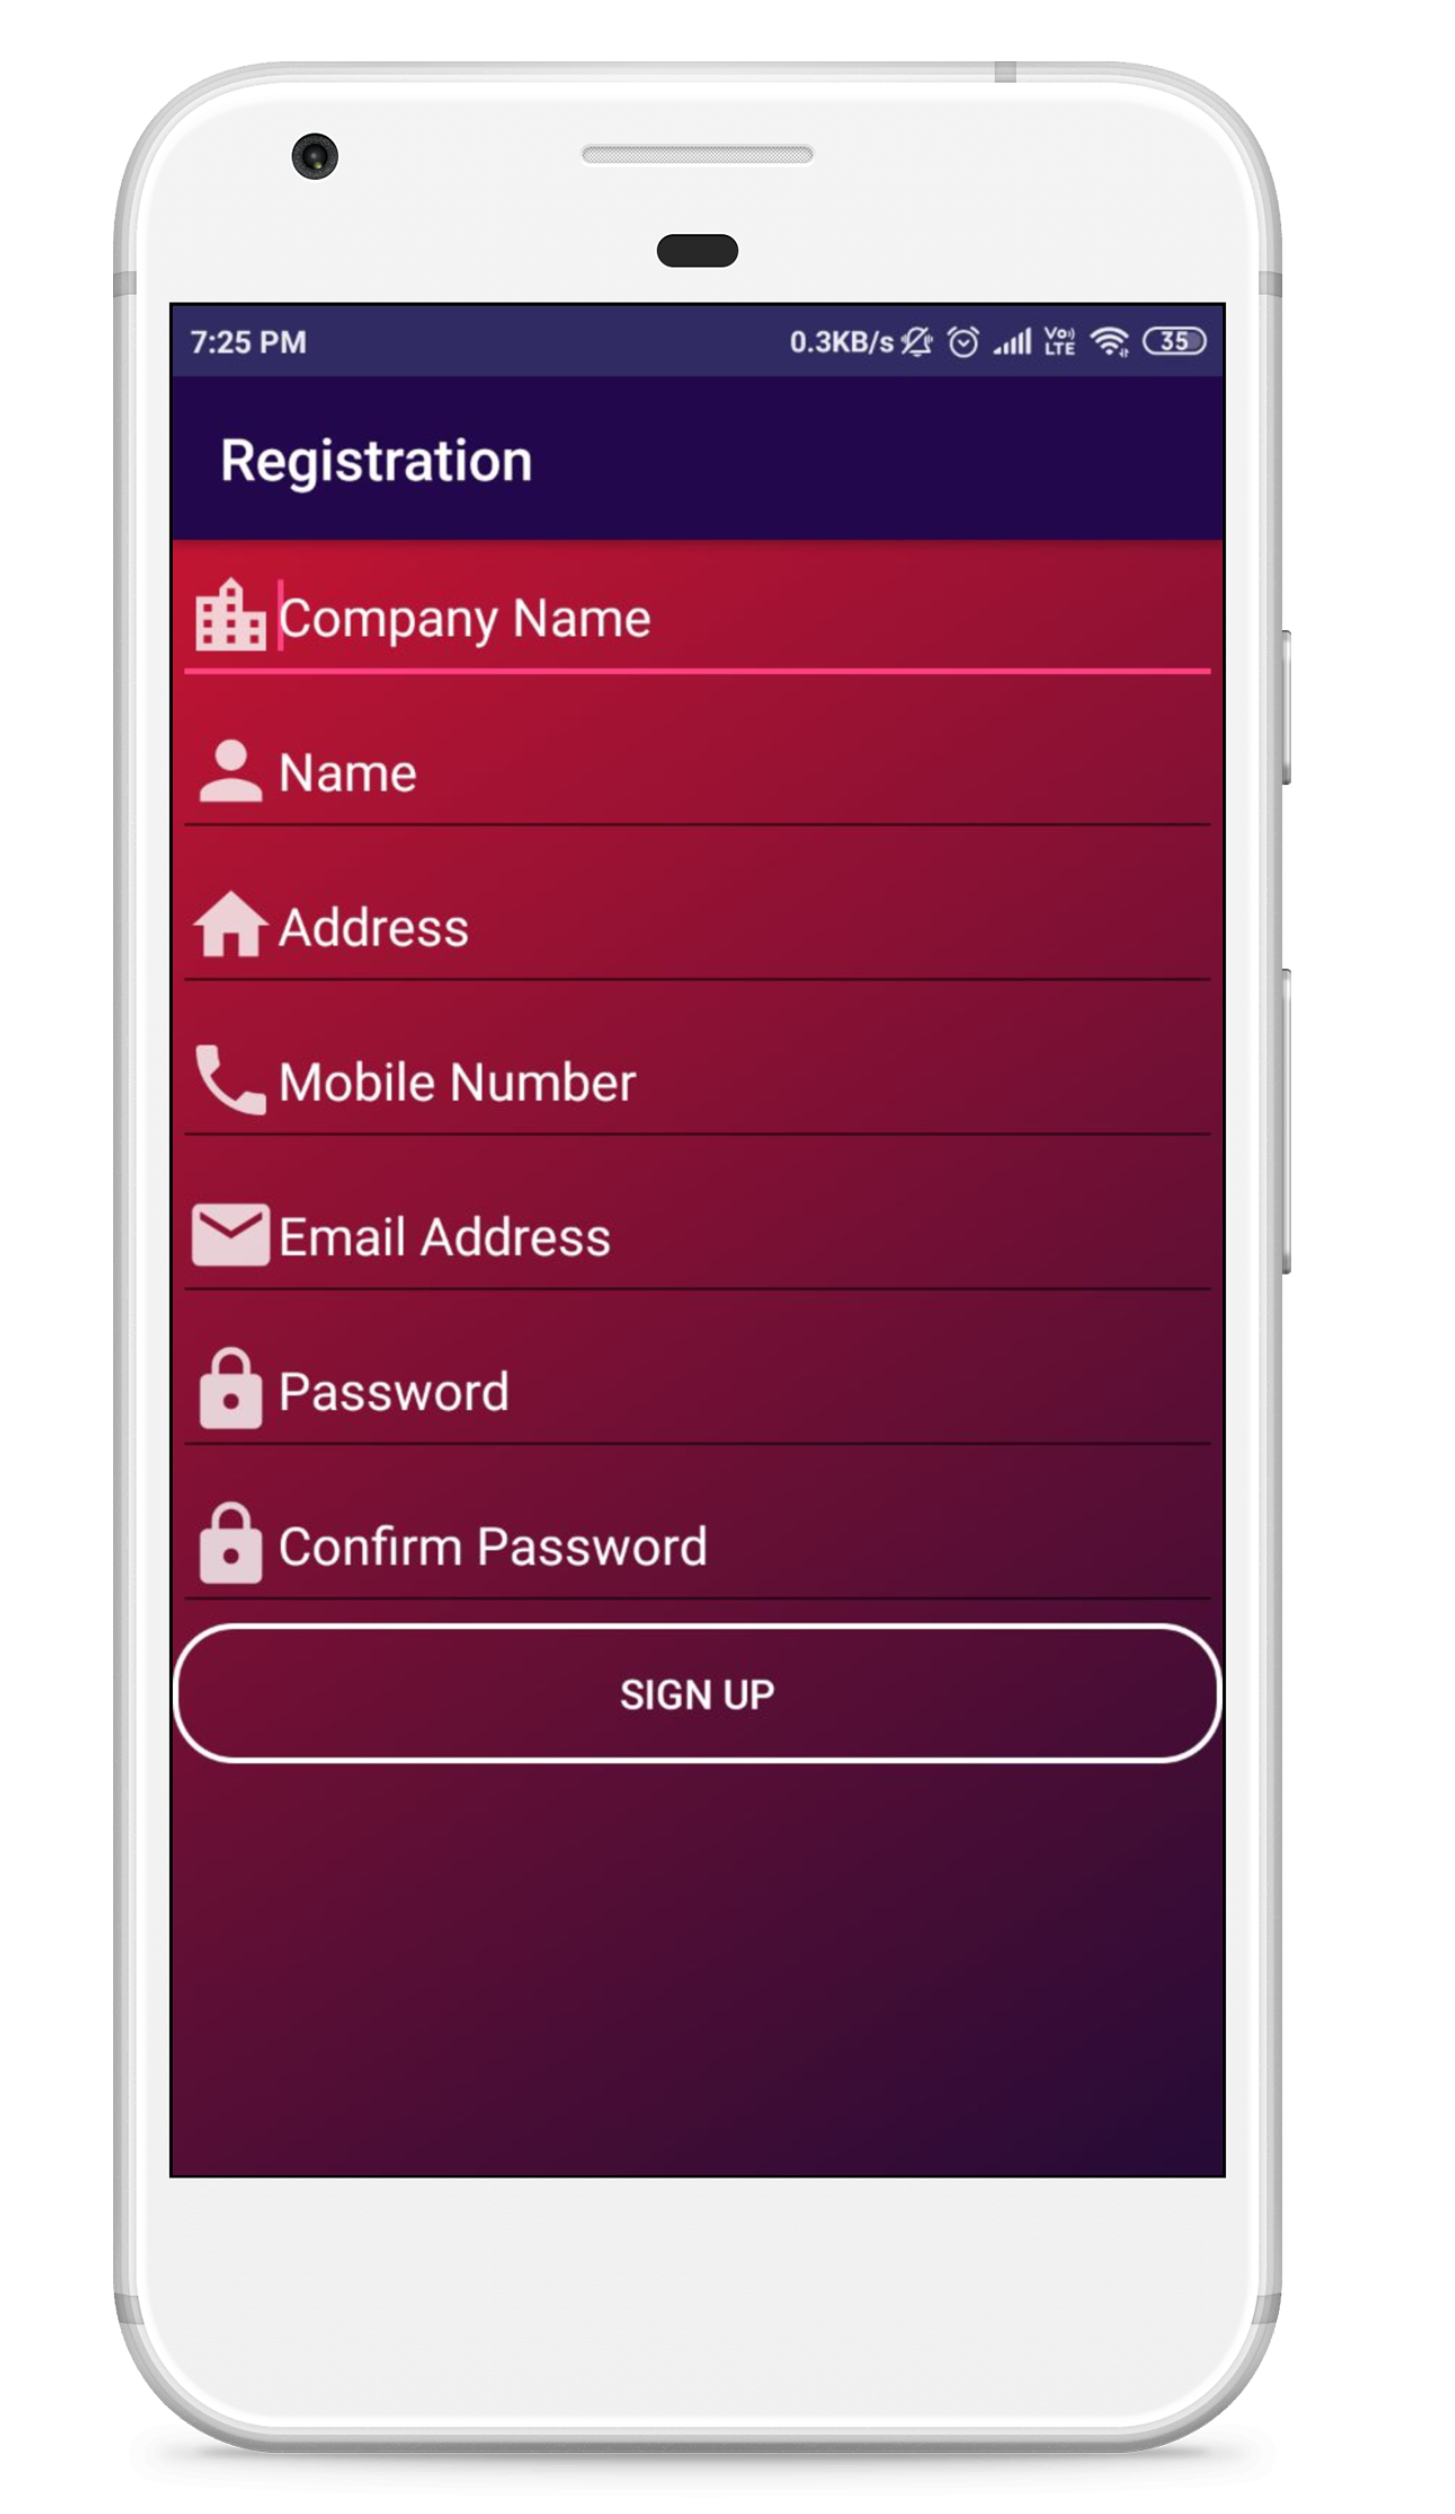 7:25 PM 0.3KB/s Vo) LTE 35
Registration
Company Name
Name
Address
Mobile Number
Email Address
Password
Confirm Password
SIGN UP